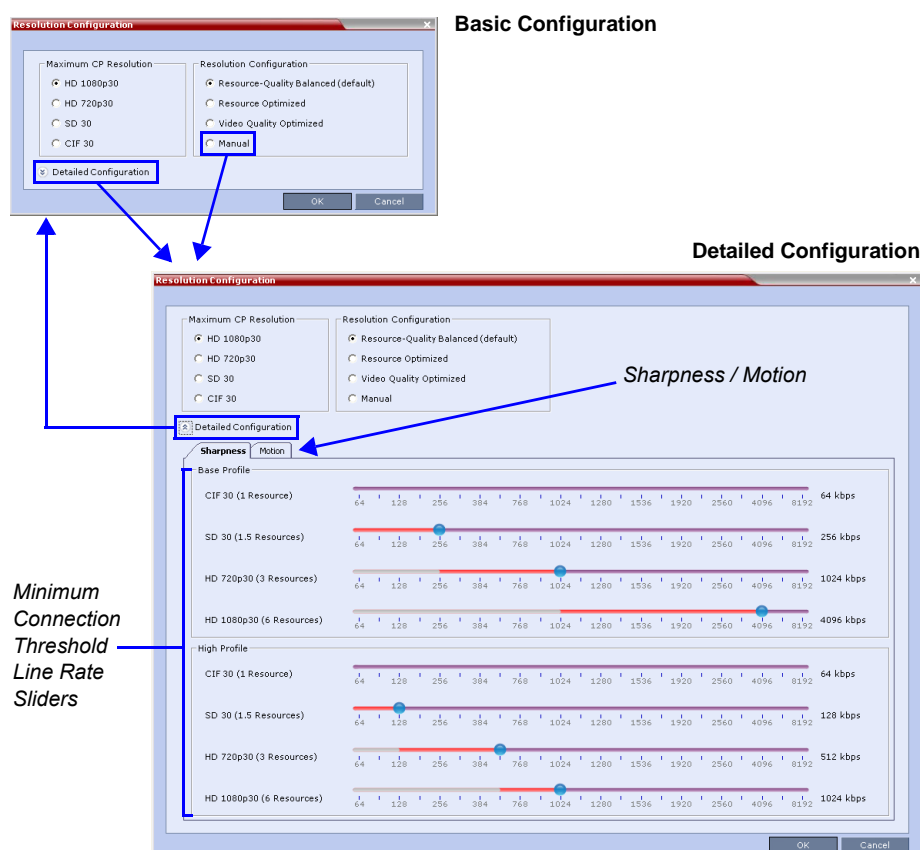 Resolution Configuration
Basic Configuration
Maximum CP Resolution
HD 1080p30
HD 720p30
SD 30
CIF 30
Resolution Configuration
Resource-Quality Balanced (default)
Resource Optimized
Video Quality Optimized
Manual
Detailed Configuration
OK Cancel
Detailed Configuration
Resolution Configuration
Maximum CP Resolution
HD 1080p30
HD 720p30
SD 30
CIF 30
Resolution Configuration
Resource-Quality Balanced (default)
Resource Optimized
Video Quality Optimized
Manual
Sharpness / Motion
Detailed Configuration
Sharpness Motion
Base Profile
CIF 30 (1 Resource) 64 kbps
64 128 256 384 768 1024 1280 1536 1920 2560 4096 8192
SD 30 (1.5 Resources) 256 kbps
64 128 256 384 768 1024 1280 1536 1920 2560 4096 8192
HD 720p30 (3 Resources) 1024 kbps
64 128 256 384 768 1024 1280 1536 1920 2560 4096 8192
HD 1080p30 (6 Resources) 4096 kbps
64 128 256 384 768 1024 1280 1536 1920 2560 4096 8192
Minimum
Connection
Threshold
Line Rate
Sliders
High Profile
CIF 30 (1 Resource) 64 kbps
64 128 256 384 768 1024 1280 1536 1920 2560 4096 8192
SD 30 (1.5 Resources) 128 kbps
64 128 256 384 768 1024 1280 1536 1920 2560 4096 8192
HD 720p30 (3 Resources) 512 kbps
64 128 256 384 768 1024 1280 1536 1920 2560 4096 8192
HD 1080p30 (6 Resources) 1024 kbps
64 128 256 384 768 1024 1280 1536 1920 2560 4096 8192
OK Cancel